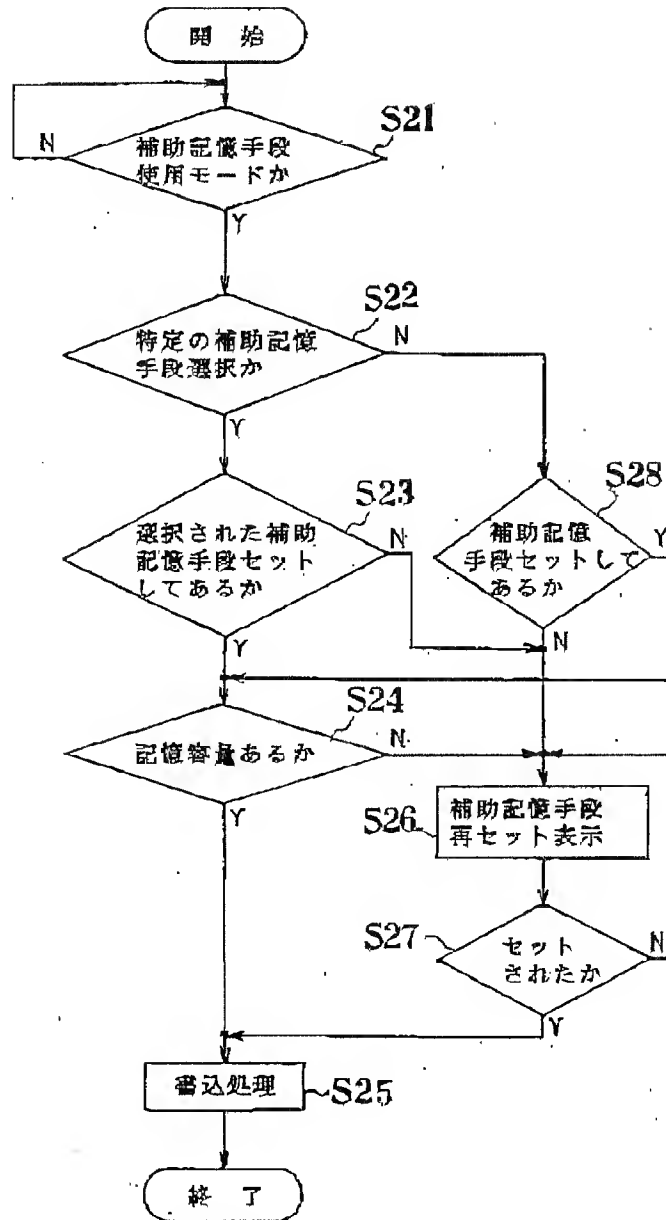 開始
S21
N
補助記憶手段
使用モードか
Y
S22
特定の補助記憶
手段選択か
N
Y
S23
選択された補助
記憶手段セット
してあるか
N
Y
S28
補助記憶
手段セットして
あるか
Y
N
S24
記憶容量あるか
N
Y
S26
補助記憶手段
再セット表示
S27
セット
されたか
N
Y
書込処理
S25
終了